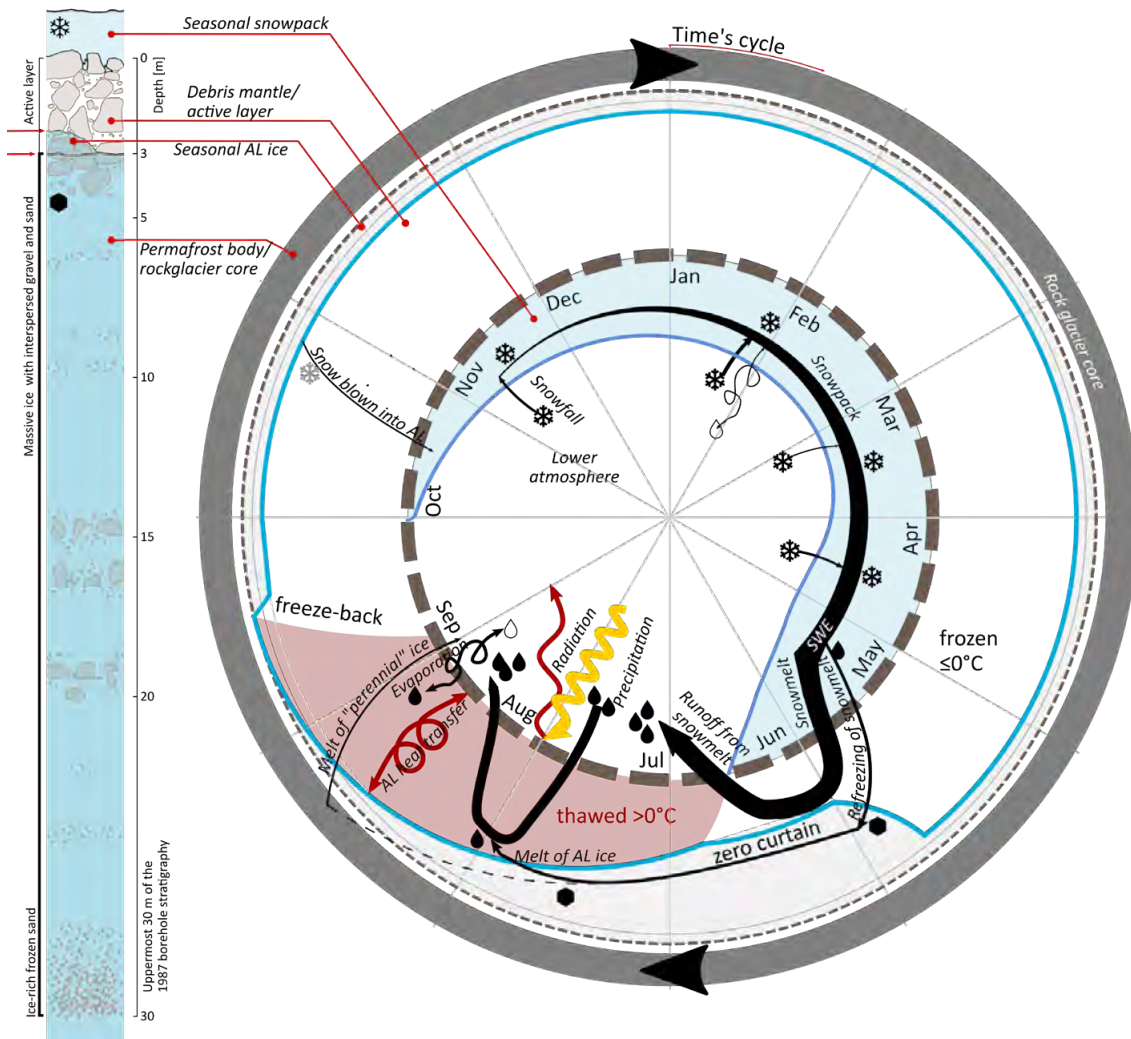 Seasonal snowpack
Debris mantle/
active layer
Seasonal AL ice
Permafrost body/
rockglacier core
Active layer
Depth [m]
0
3
5
10
15
20
30
Massive ice with interspersed gravel and sand
Ice-rich frozen sand
Uppermost 30 m of the
1987 borehole stratigraphy
Time's cycle
Rock glacier core
Jan
Feb
Mar
Apr
May
Jun
Jul
Aug
Sep
Oct
Nov
Dec
Snow blown into AL
Snowfall
Lower
atmosphere
Snowpack
SWE
Snowmelt
Refreezing of snowmelt
frozen
≤0°C
freeze-back
Melt of "perennial" ice
Evaporation
AL heat transfer
Radiation
Precipitation
Runoff from
snowmelt
thawed >0°C
Melt of AL ice
zero curtain